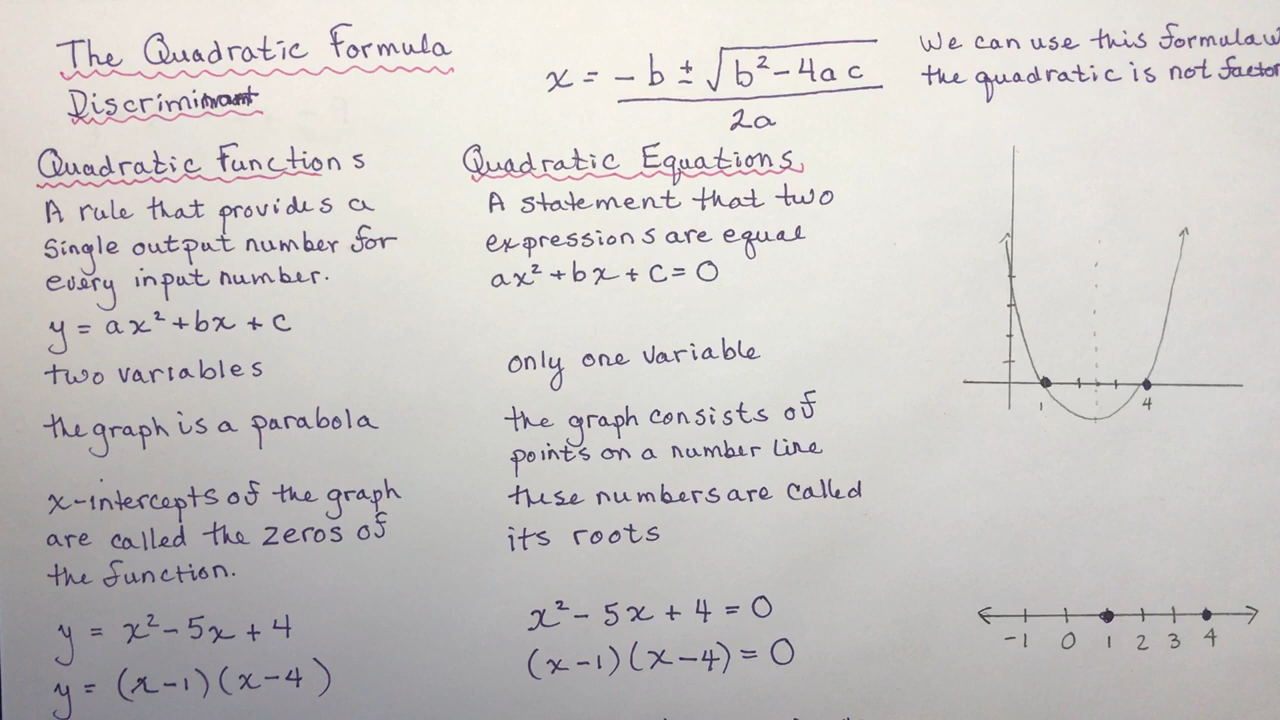 The Quadratic Formula
Discriminant
x = -b ± √(b² - 4ac) / 2a
We can use this formula
the quadratic is not
Quadratic Functions
A rule that provides a
single output number for
every input number.
y = ax² + bx + c
two variables
the graph is a parabola
x-intercepts of the graph
are called the zeros of
the function.
y = x² - 5x + 4
y = (x-1)(x-4)
Quadratic Equations
A statement that two
expressions are equal
ax² + bx + c = 0
only one variable
the graph consists of
points on a number line
these numbers are called
its roots
x² - 5x + 4 = 0
(x-1)(x-4) = 0
1 4
-1 0 1 2 3 4